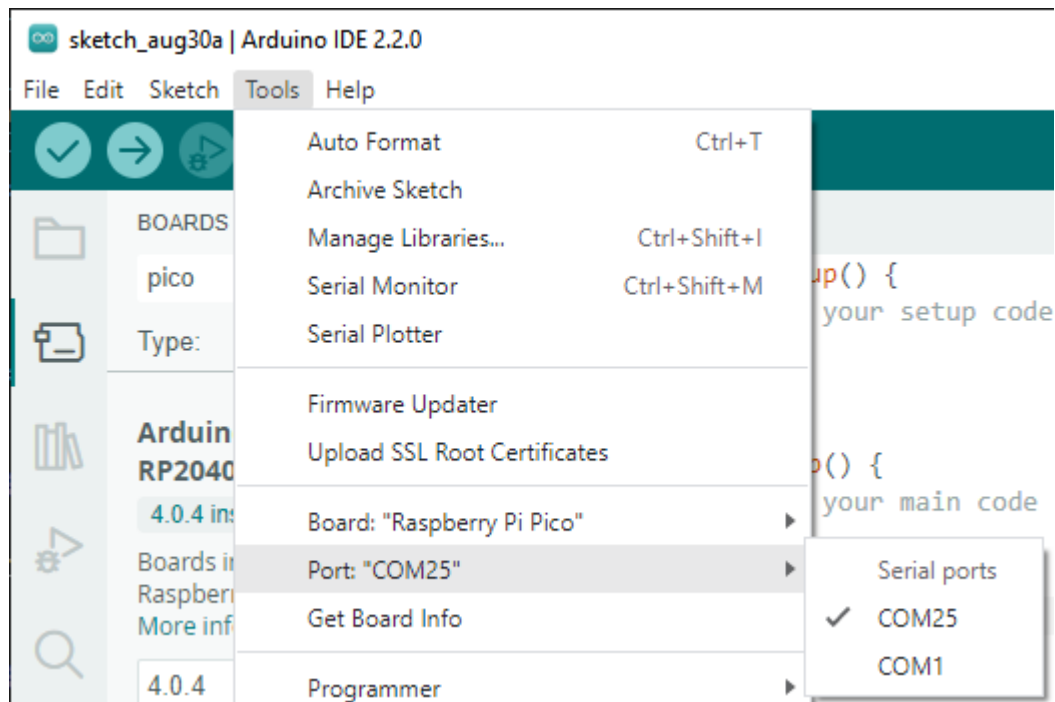 sketch_aug30a | Arduino IDE 2.2.0
File Edit Sketch Tools Help
Auto Format Ctrl+T
Archive Sketch
Manage Libraries... Ctrl+Shift+I
Serial Monitor Ctrl+Shift+M
Serial Plotter
Firmware Updater
Upload SSL Root Certificates
Board: "Raspberry Pi Pico"
Port: "COM25"
Get Board Info
Programmer
Serial ports
COM25
COM1
BOARDS
pico
Type:
Arduin
RP2040
4.0.4 ins
Boards in
Raspberr
More inf
4.0.4
up() {
your setup code
p() {
your main code